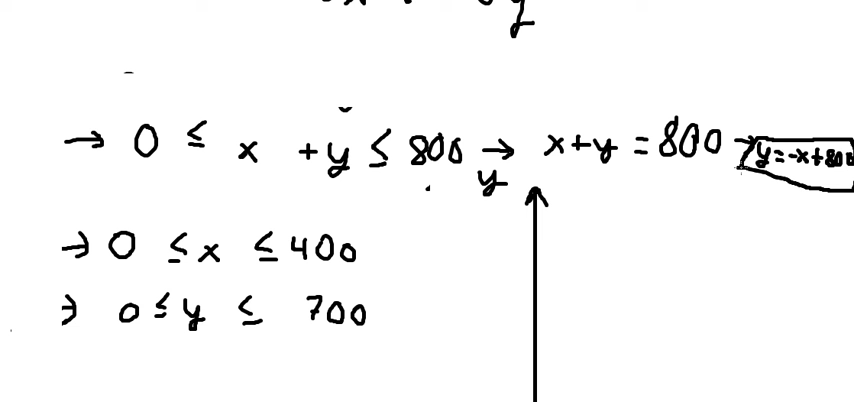 → 0 ≤ x + y ≤ 800 → x+y = 800 → y = -x+800
y
→ 0 ≤ x ≤ 400
→ 0 ≤ y ≤ 700